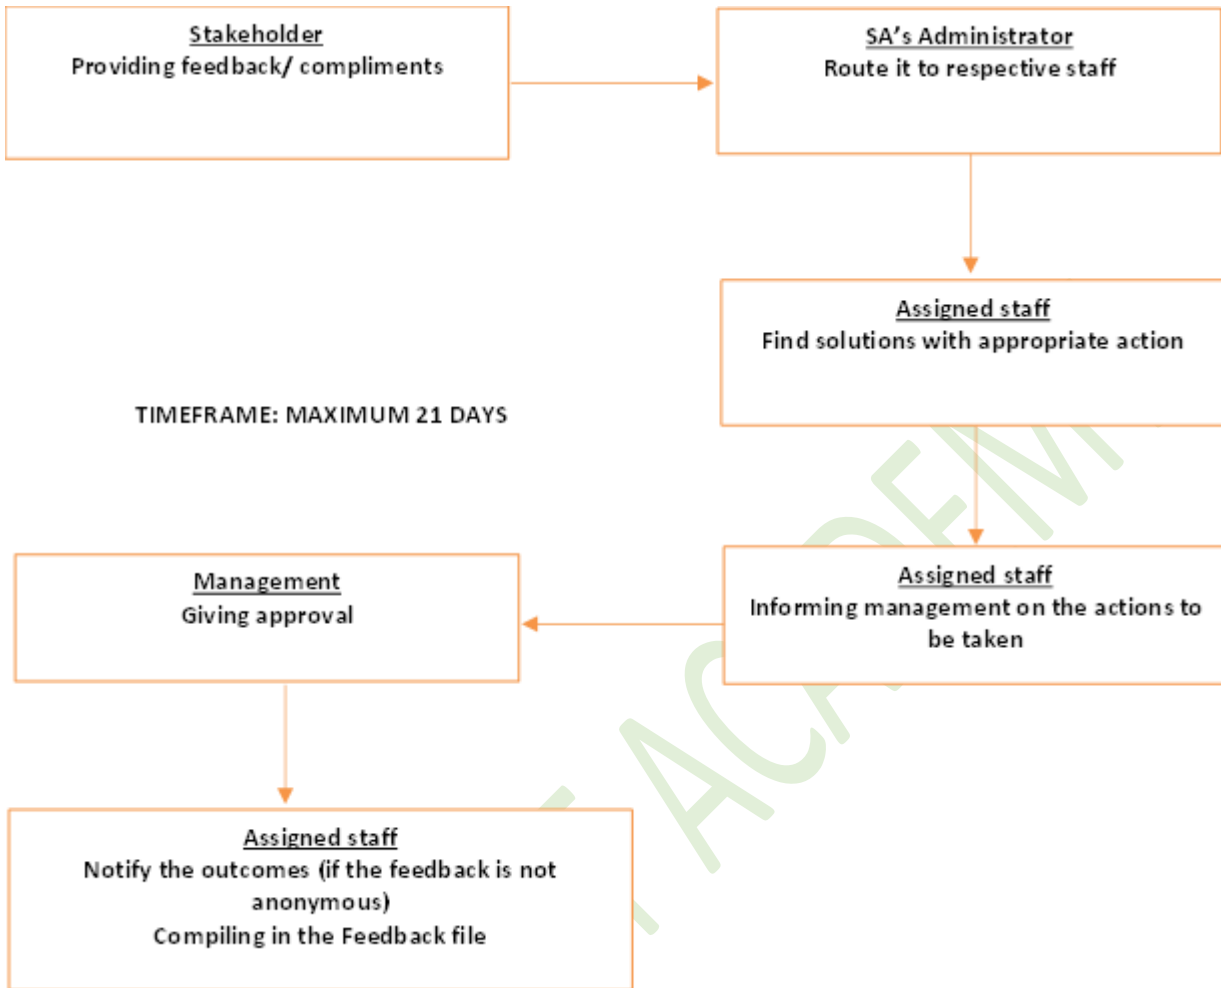 Stakeholder
Providing feedback/ compliments
SA's Administrator
Route it to respective staff
Assigned staff
Find solutions with appropriate action
TIMEFRAME: MAXIMUM 21 DAYS
Assigned staff
Informing management on the actions to
be taken
Management
Giving approval
Assigned staff
Notify the outcomes (if the feedback is not
anonymous)
Compiling in the Feedback file